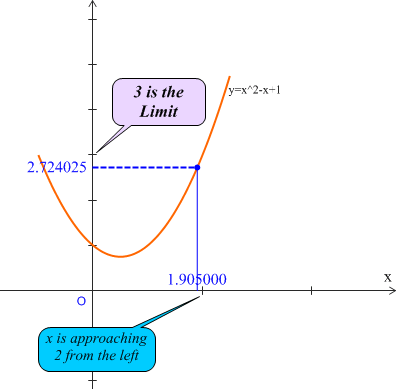 3 is the
Limit
y=x^2-x+1
2.724025
1.905000
x
O
x is approaching
2 from the left